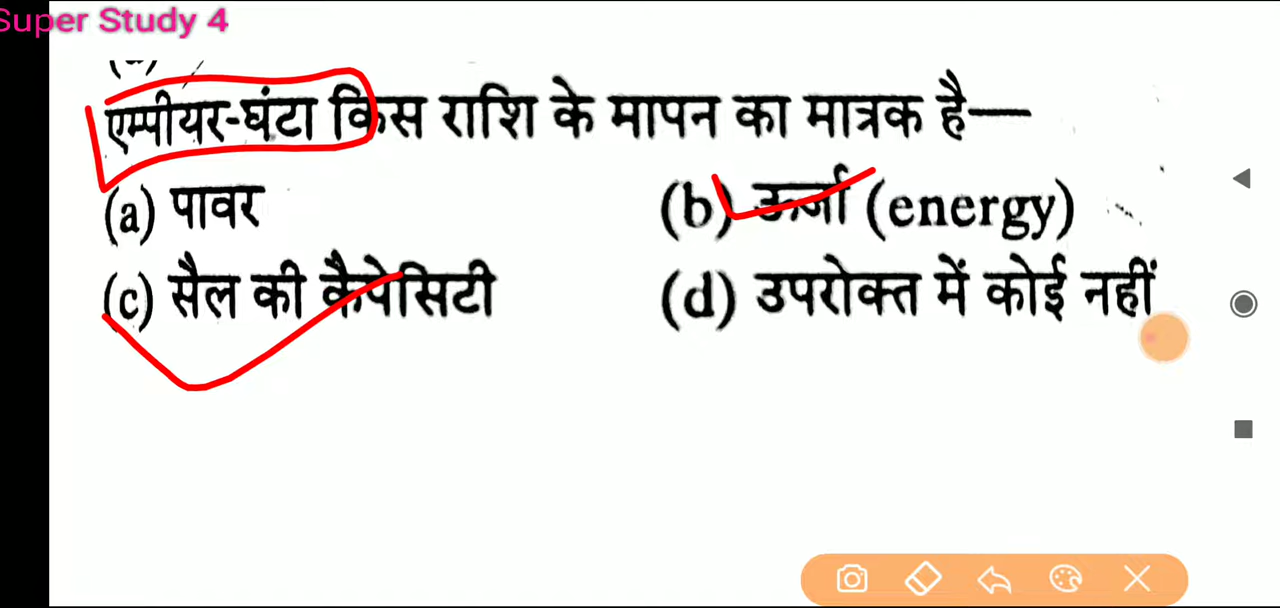 Super Study 4
एम्पीयर-घंटा किस राशि के मापन का मात्रक है—
(a) पावर
(b) ऊर्जा (energy)
(c) सैल की कैपेसिटी
(d) उपरोक्त में कोई नहीं